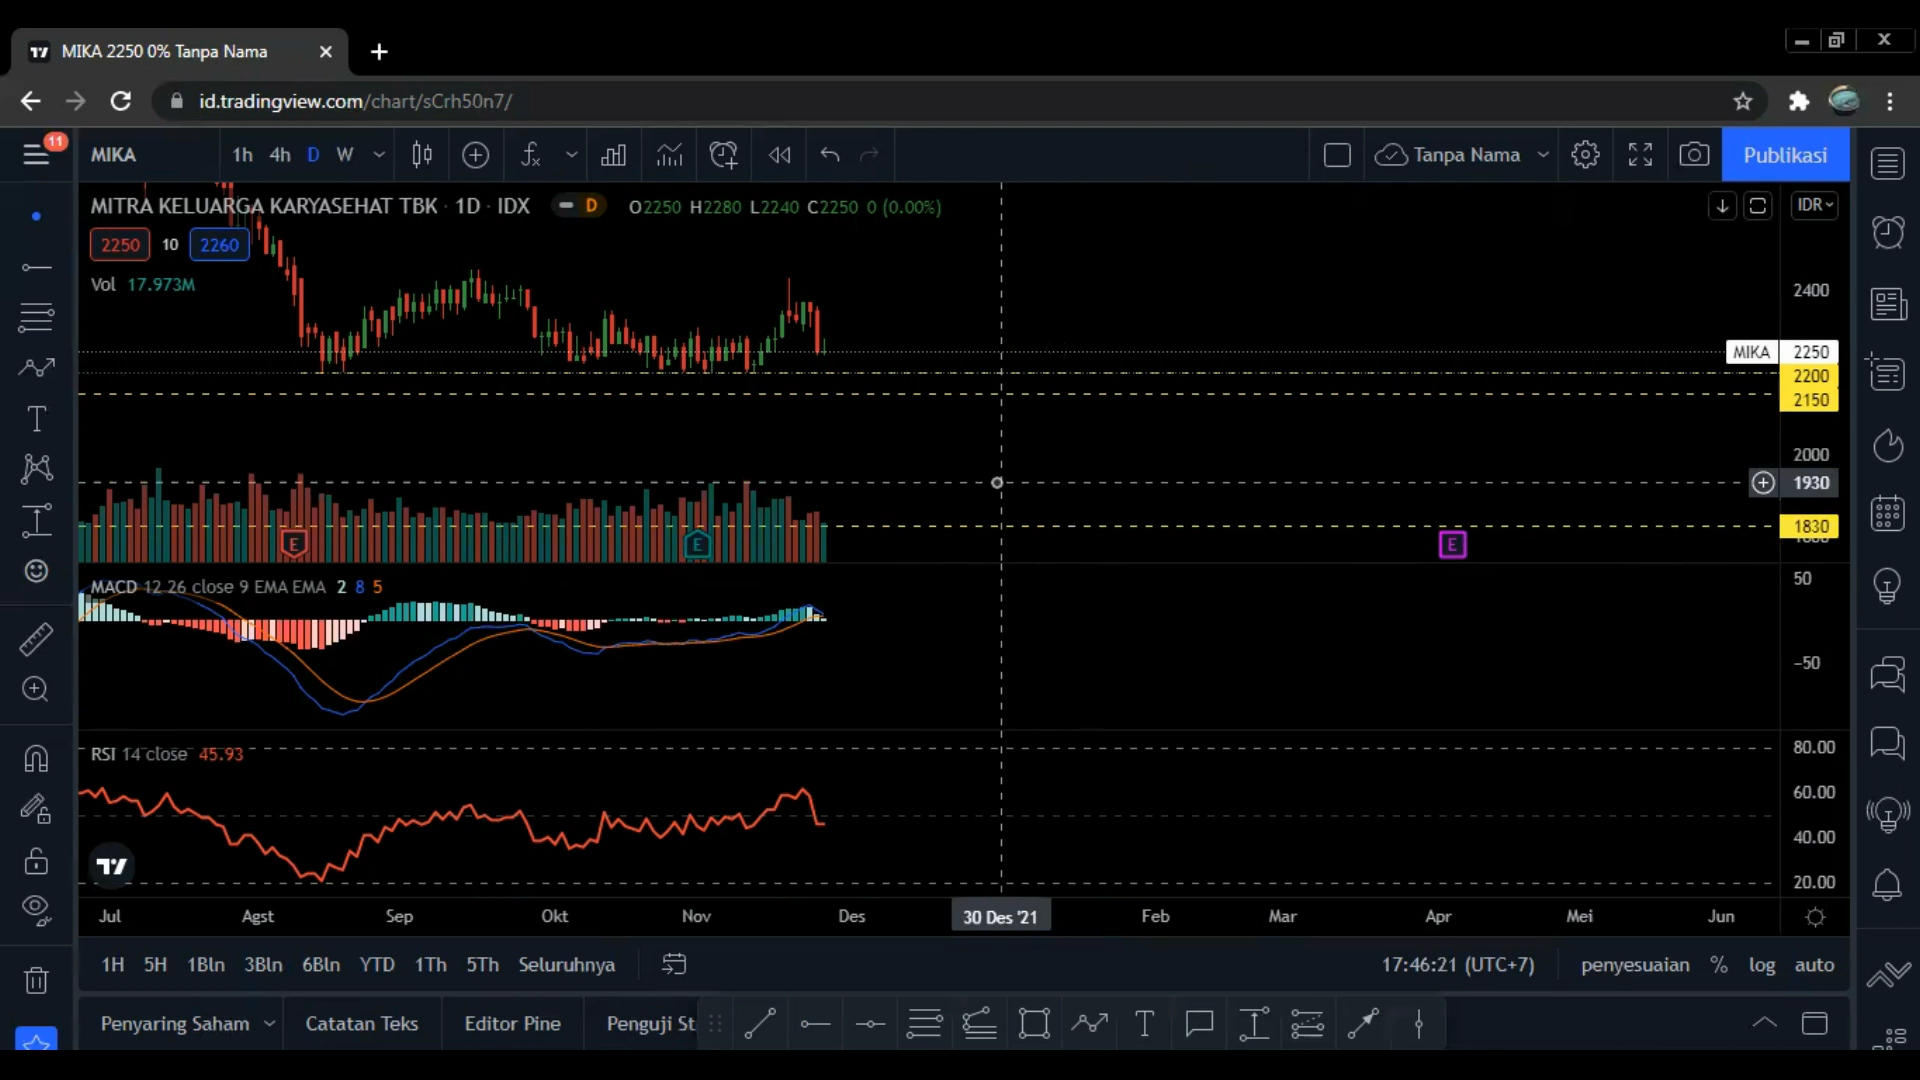 MIKA 2250 0% Tanpa Nama
id.tradingview.com/chart/sCrh50n7/
11
MIKA 1h 4h D W Tanpa Nama Publikasi
MITRA KELUARGA KARYASEHAT TBK · 1D · IDX D O2250 H2280 L2240 C2250 0 (0.00%) IDR
2250 10 2260
Vol 17.973M
2400
MIKA 2250
2200
2150
2000
1930
1830
E E E
MACD 12 26 close 9 EMA EMA 2 8 5
50
−50
RSI 14 close 45.93
80.00
60.00
40.00
20.00
Jul Agst Sep Okt Nov Des 30 Des '21 Feb Mar Apr Mei Jun
1H 5H 1Bln 3Bln 6Bln YTD 1Th 5Th Seluruhnya 17:46:21 (UTC+7) penyesuaian % log auto
Penyaring Saham Catatan Teks Editor Pine Penguji St